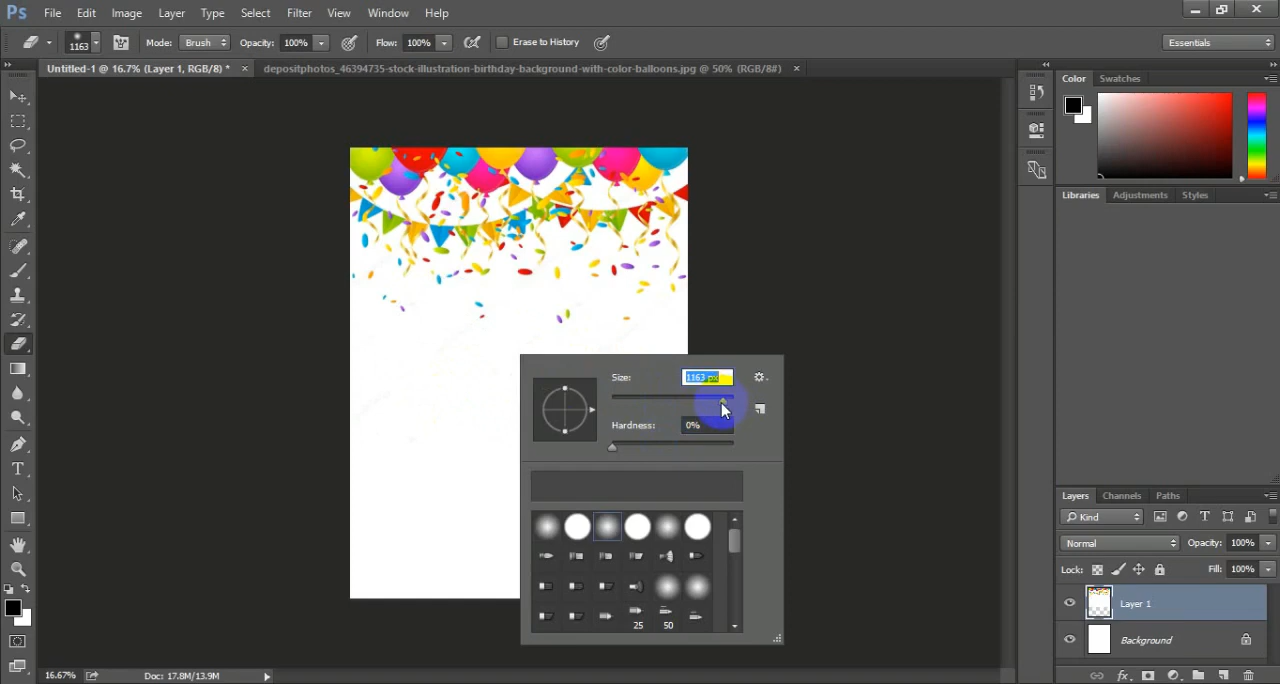 Ps File Edit Image Layer Type Select Filter View Window Help
1163 Mode: Brush Opacity: 100% Flow: 100% Erase to History Essentials
Untitled-1 @ 16.7% (Layer 1, RGB/8) * × depositphotos_46394735-stock-illustration-birthday-background-with-color-balloons.jpg @ 50% (RGB/8#) ×
Color Swatches
Libraries Adjustments Styles
Size: 1163 px
Hardness: 0%
25 50
Layers Channels Paths
Kind
Normal Opacity: 100%
Lock: Fill: 100%
Layer 1
Background
16.67% Doc: 17.8M/13.9M